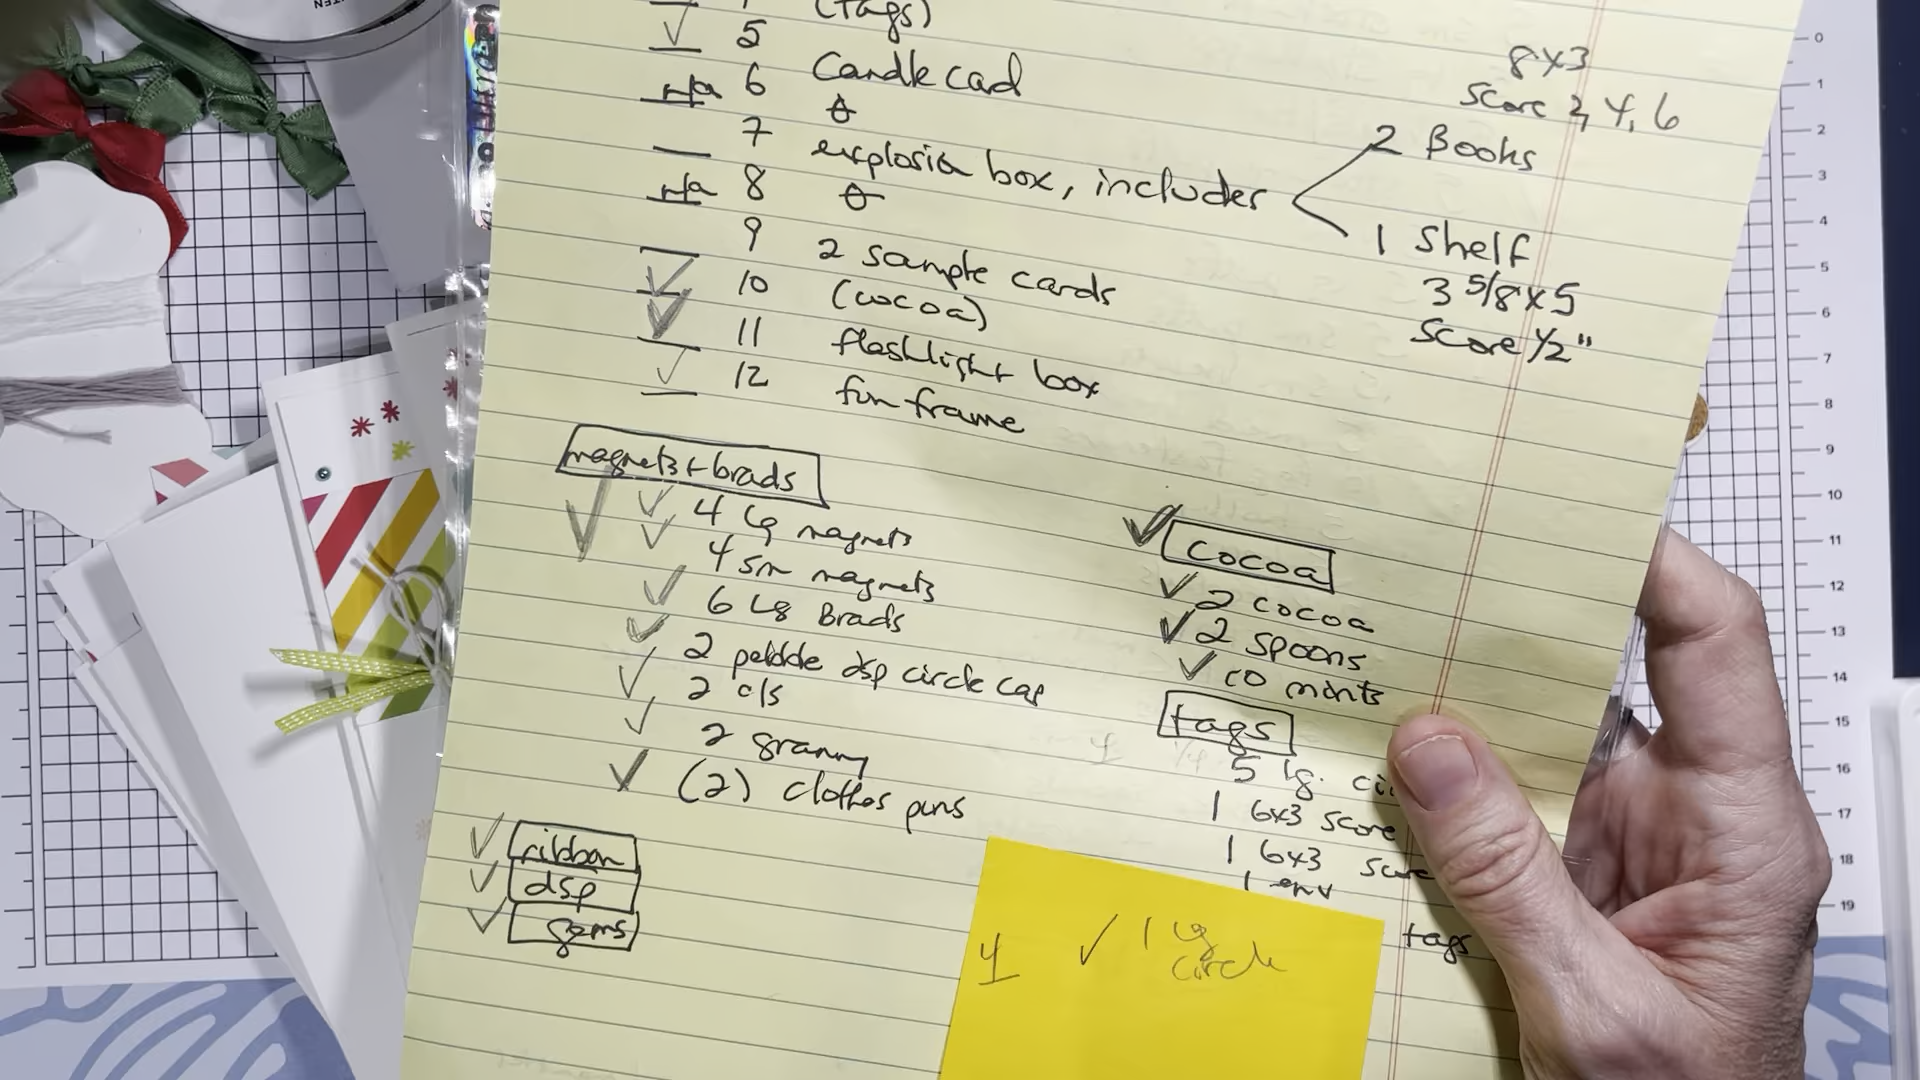 (tags)
✓ 5 Candle card
n/a 6 ⊖
7 explosion box, includes
8x3
Score 2, 4, 6
2 Books
1 Shelf
3 5/8 x 5
Score 1/2"
n/a 8 ⊖
9 2 sample cards
✓ 10 (cocoa)
✓ 11 flashlight box
✓ 12 fun frame
magnets + brads
✓ 4 Lg magnets
✓ 4 sm magnets
✓ 6 Lg Brads
✓ 2 pebble dsp circle cap
✓ 2 c/s
✓ 2 granny
✓ (2) clothes pins
✓ ribbon
✓ dsp
✓ gems
✓ cocoa
✓ 2 cocoa
✓ 2 spoons
✓ 10 mints
tags
5 lg.
1 6x3 score
1 6x3
1 env
tags
4 ✓ 1 Lg
circle